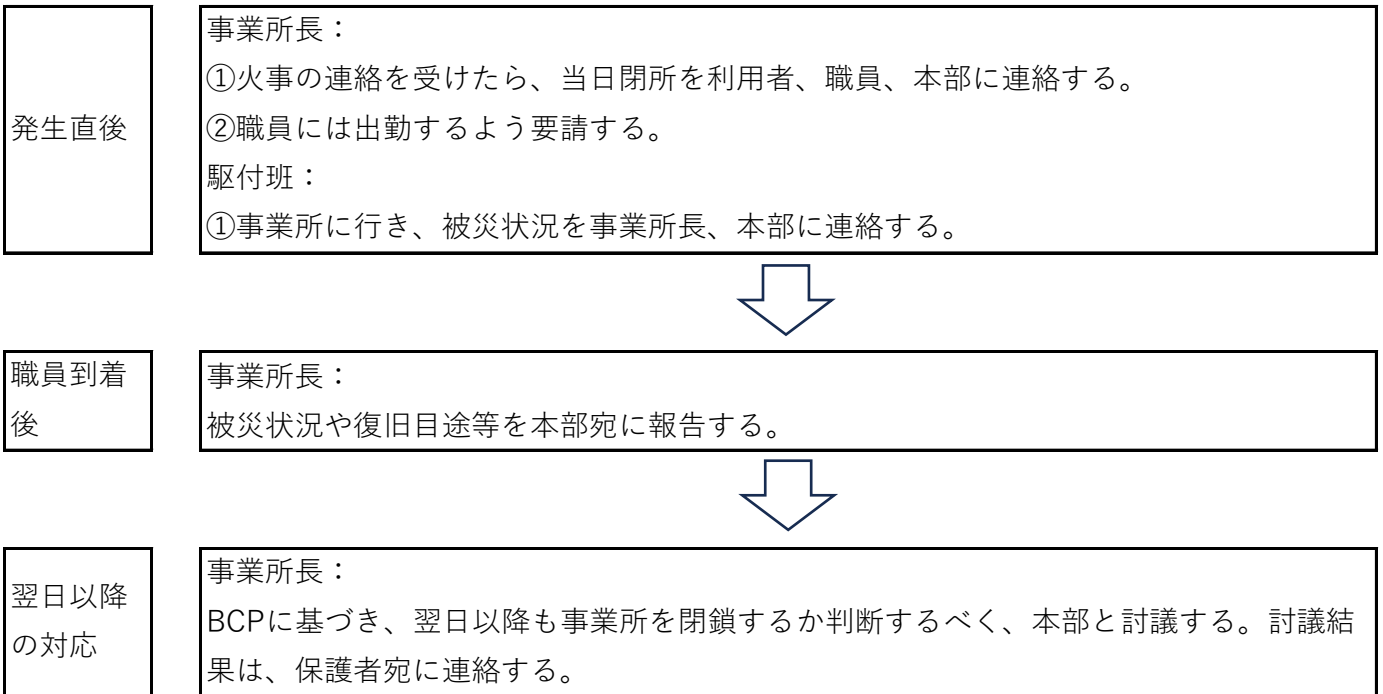 発生直後
事業所長：
①火事の連絡を受けたら、当日閉所を利用者、職員、本部に連絡する。
②職員には出勤するよう要請する。
駆付班：
①事業所に行き、被災状況を事業所長、本部に連絡する。
職員到着
後
事業所長：
被災状況や復旧目途等を本部宛に報告する。
翌日以降
の対応
事業所長：
BCPに基づき、翌日以降も事業所を閉鎖するか判断するべく、本部と討議する。討議結
果は、保護者宛に連絡する。